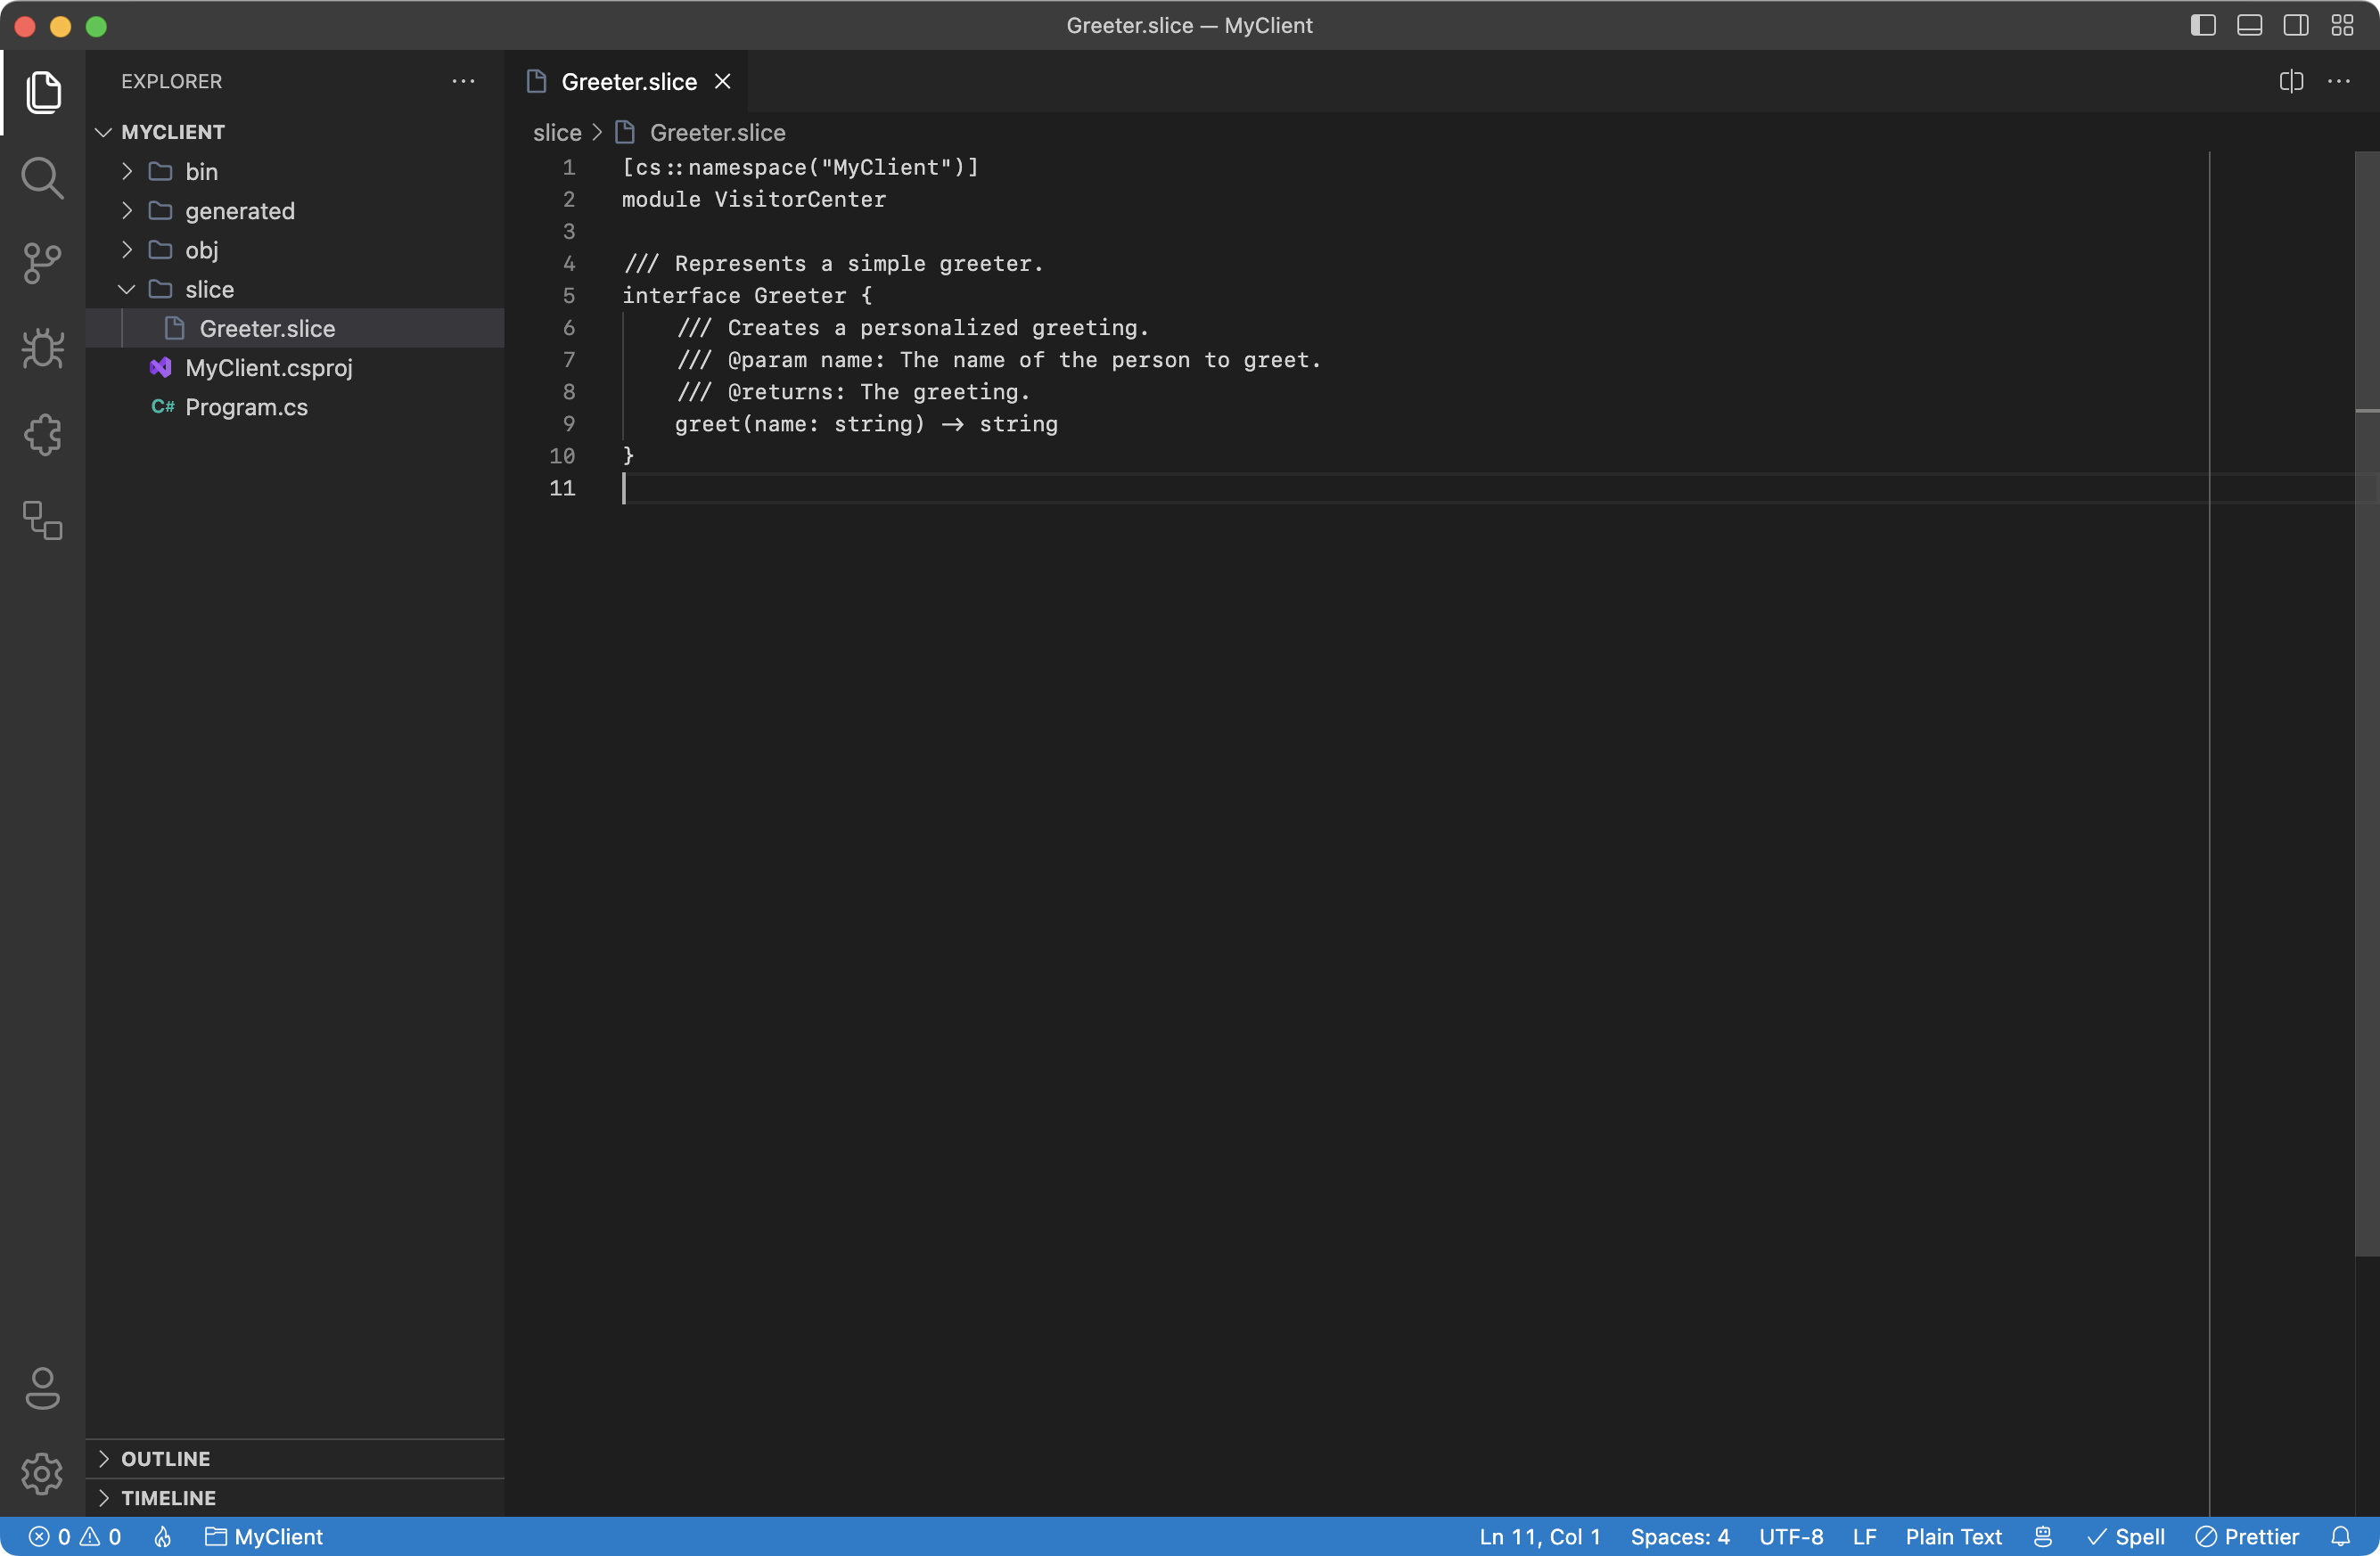 Greeter.slice — MyClient
EXPLORER
MYCLIENT
bin
generated
obj
slice
Greeter.slice
MyClient.csproj
C# Program.cs
OUTLINE
TIMELINE
Greeter.slice
slice > Greeter.slice
1 [cs::namespace("MyClient")]
2 module VisitorCenter
3
4 /// Represents a simple greeter.
5 interface Greeter {
6     /// Creates a personalized greeting.
7     /// @param name: The name of the person to greet.
8     /// @returns: The greeting.
9     greet(name: string) -> string
10 }
11
0 0 MyClient
Ln 11, Col 1 Spaces: 4 UTF-8 LF Plain Text Spell Prettier